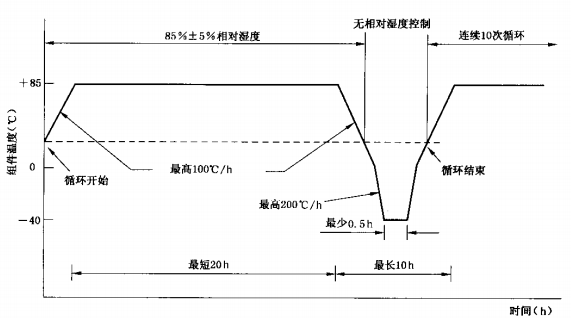 85%±5%相对湿度
无相对湿度控制
连续10次循环
+85
组件温度(℃)
0
-40
循环开始
最高100℃/h
最高200℃/h
循环结束
最少0.5h
最短20h
最长10h
时间(h)